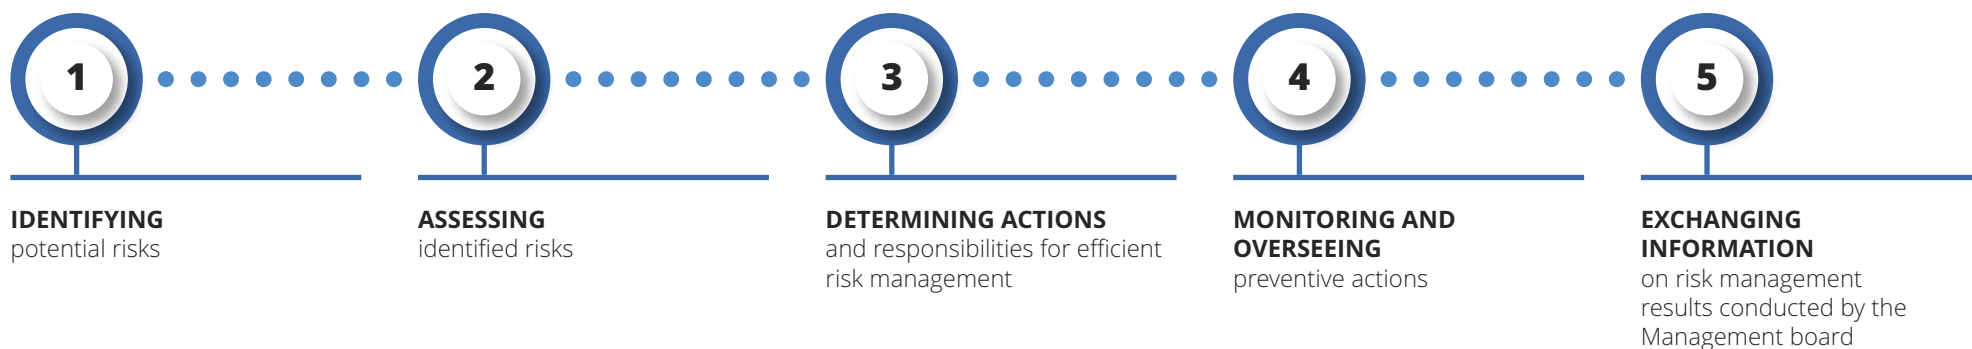 1
2
3
4
5
IDENTIFYING
potential risks
ASSESSING
identified risks
DETERMINING ACTIONS
and responsibilities for efficient
risk management
MONITORING AND
OVERSEEING
preventive actions
EXCHANGING
INFORMATION
on risk management
results conducted by the
Management board